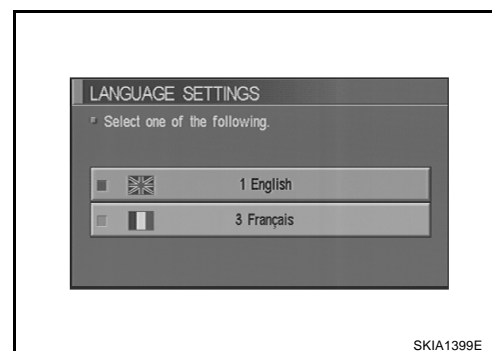 LANGUAGE SETTINGS
Select one of the following.
1 English
3 Français
SKIA1399E